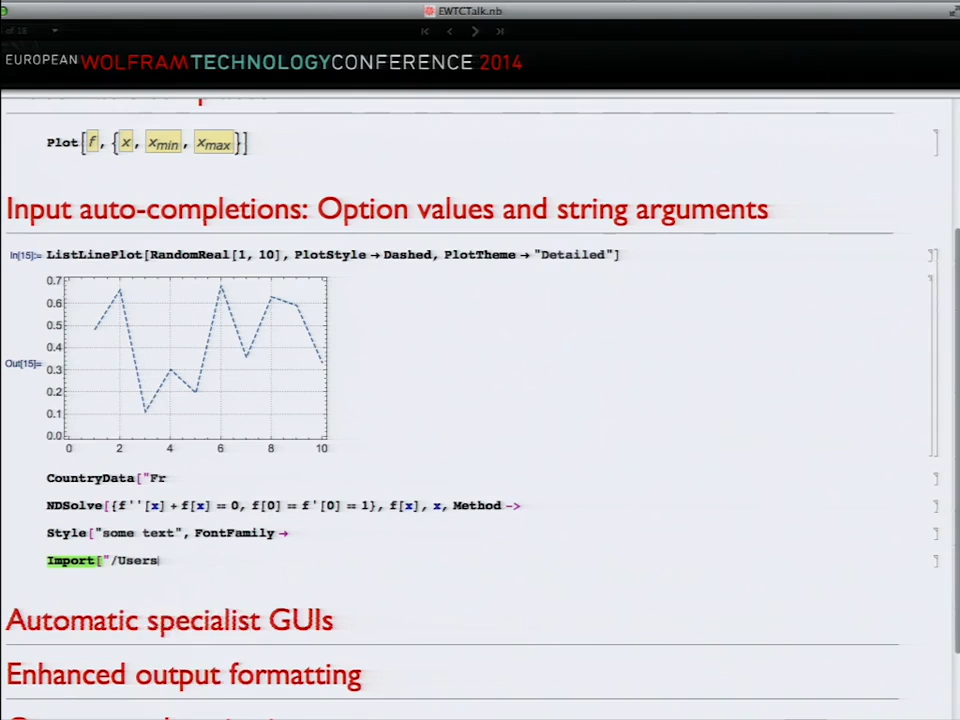 EWTCTalk.nb
of 18
EUROPEAN WOLFRAMTECHNOLOGYCONFERENCE 2014
Plot[f, {x, xmin, xmax}]
Input auto-completions: Option values and string arguments
In[15]:= ListLinePlot[RandomReal[1, 10], PlotStyle → Dashed, PlotTheme → "Detailed"]
0.7
0.6
0.5
0.4
Out[15]=
0.3
0.2
0.1
0.0
0 2 4 6 8 10
CountryData["Fr
NDSolve[{f''[x] + f[x] == 0, f[0] == f'[0] == 1}, f[x], x, Method ->
Style["some text", FontFamily →
Import["/Users
Automatic specialist GUIs
Enhanced output formatting